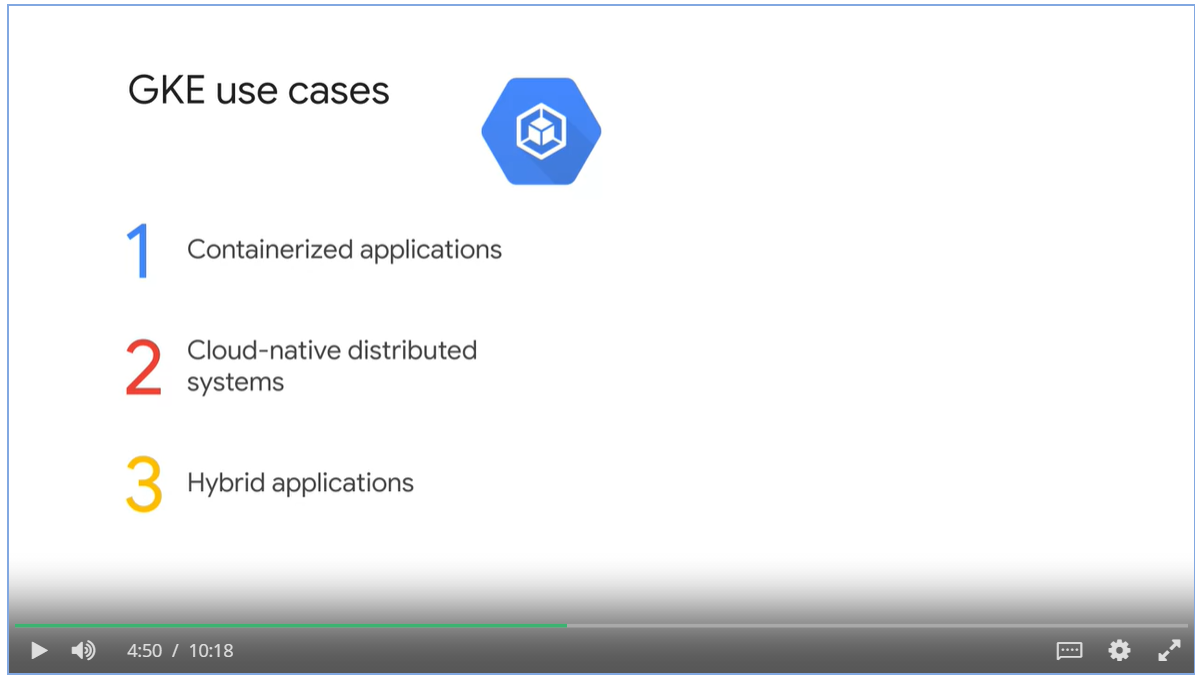 GKE use cases
1 Containerized applications
2 Cloud-native distributed
systems
3 Hybrid applications
4:50 / 10:18